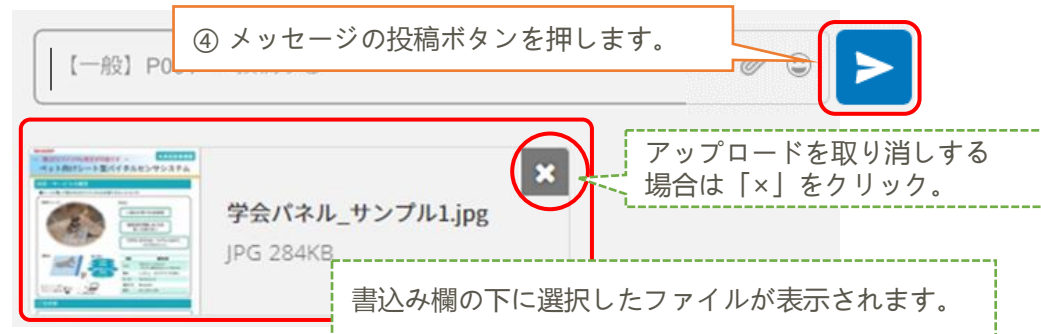 ④ メッセージの投稿ボタンを押します。
【一般】P00
アップロードを取り消しする
場合は「×」をクリック。
学会パネル_サンプル1.jpg
JPG 284KB
書込み欄の下に選択したファイルが表示されます。